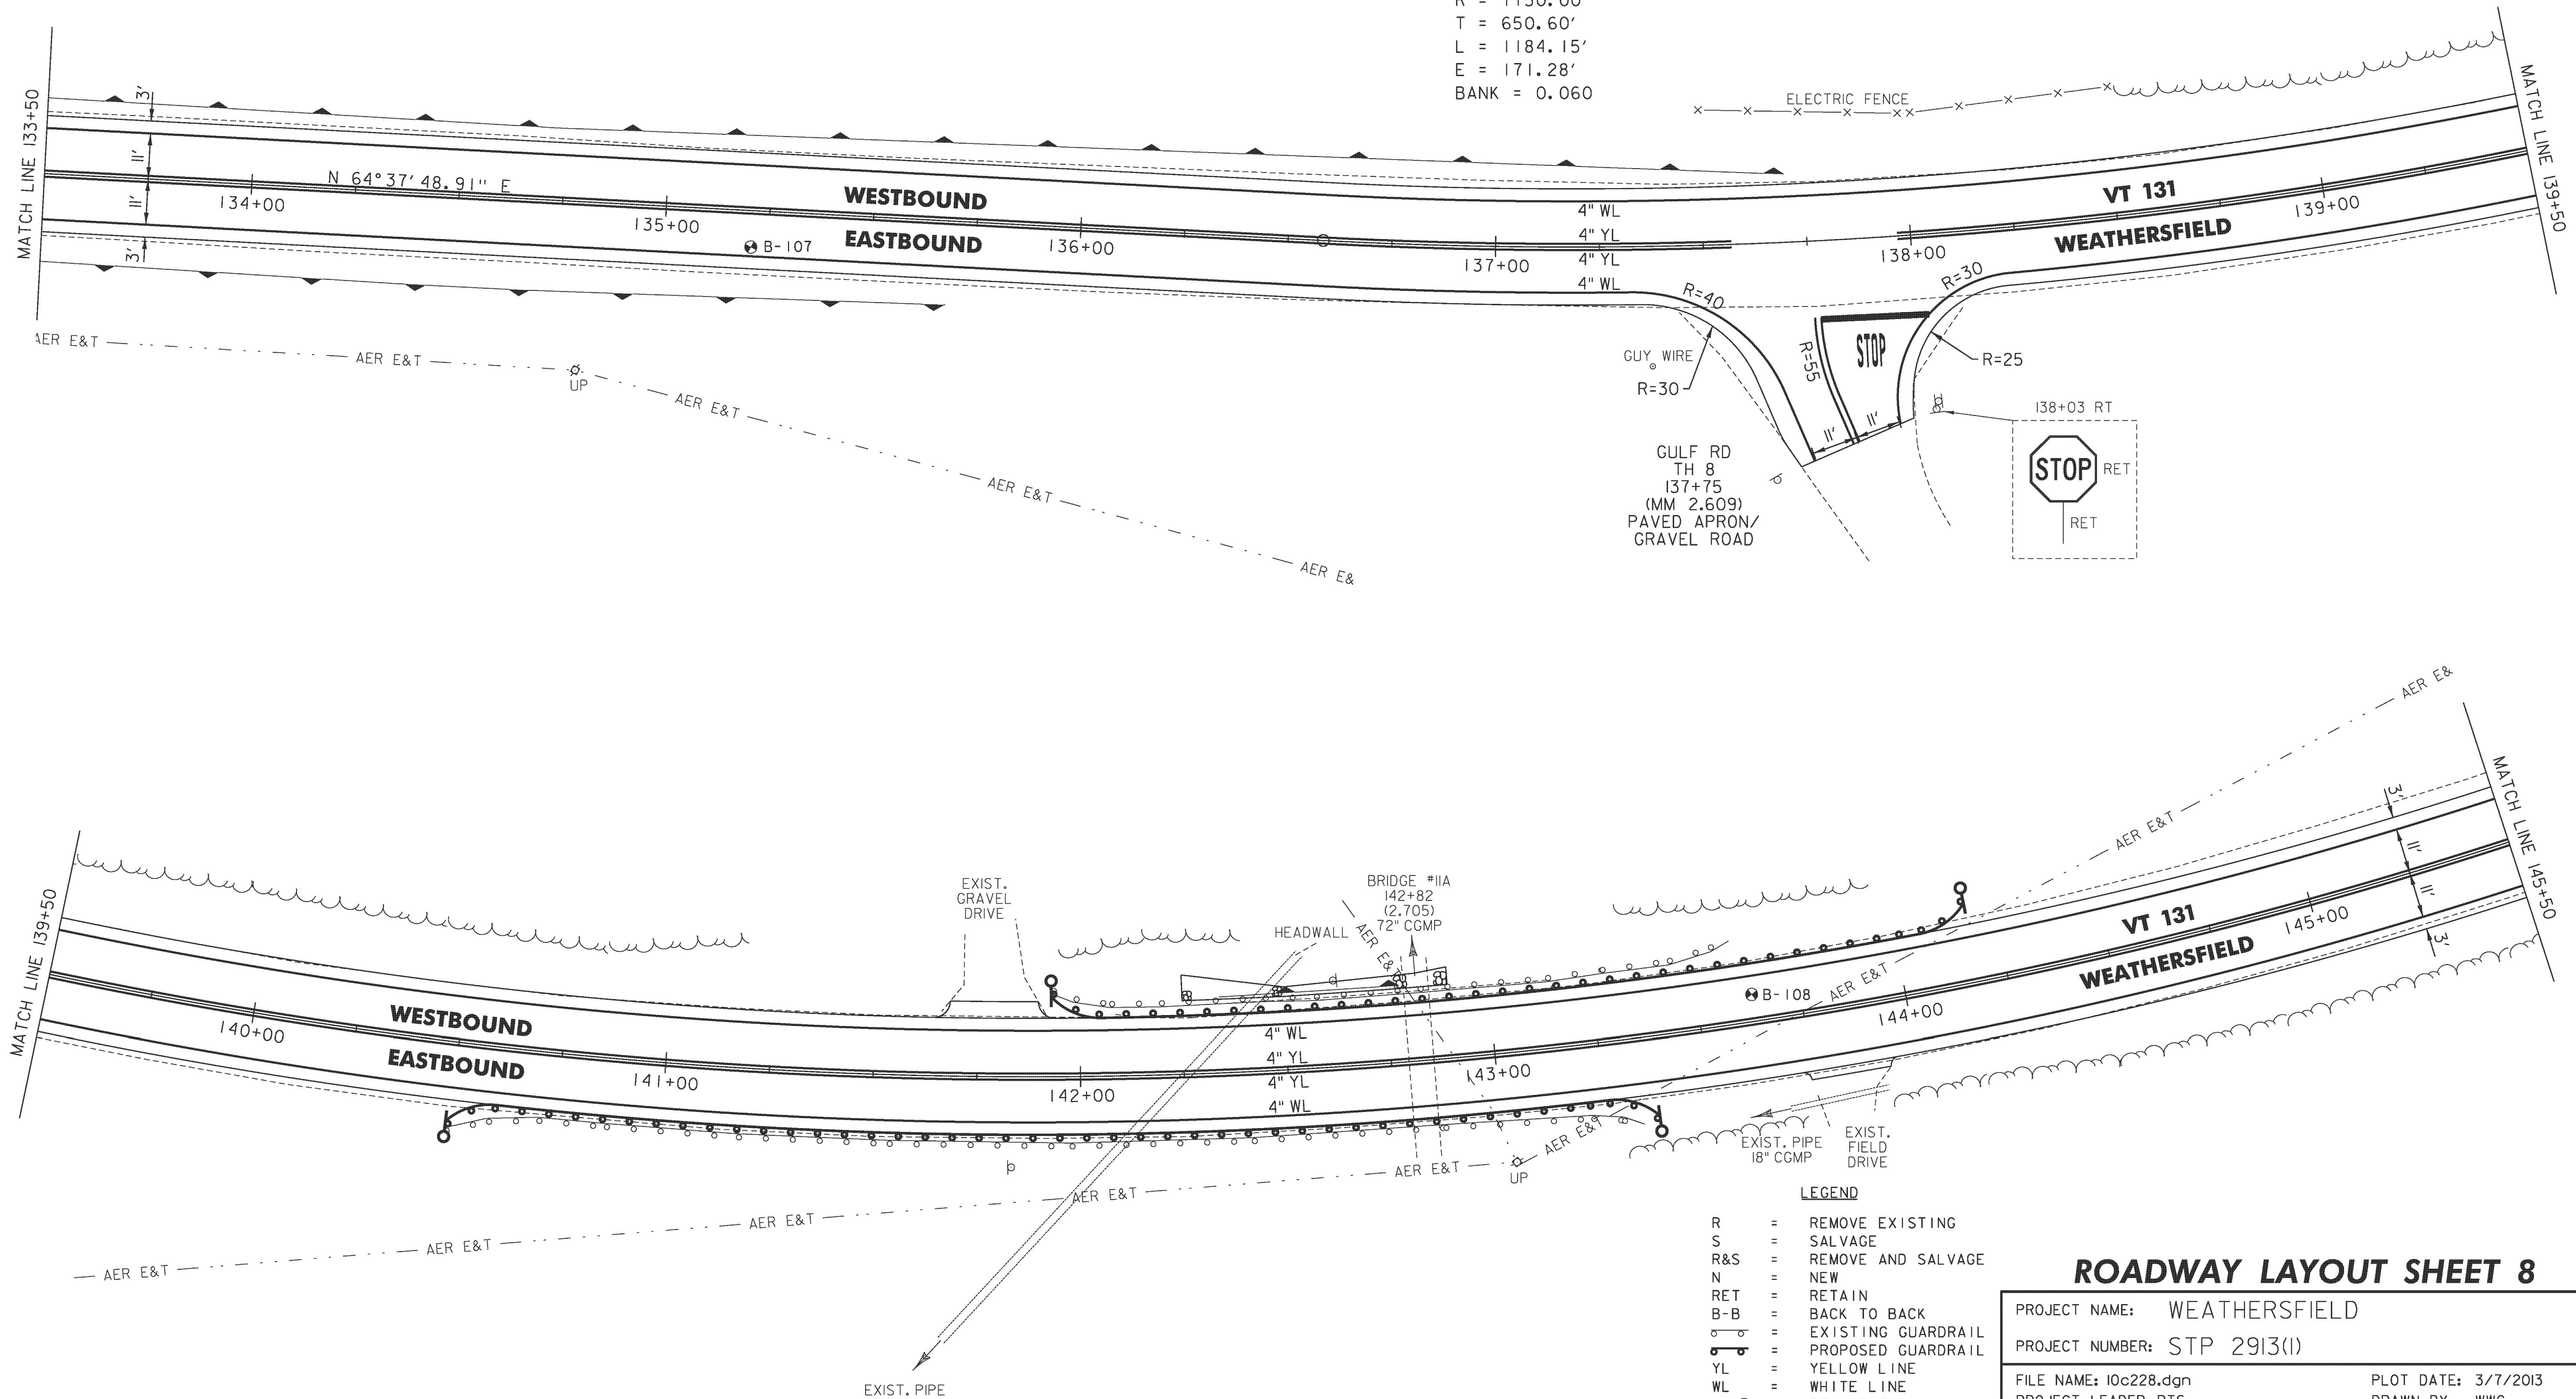 T = 650.60'
L = 1184.15'
E = 171.28'
BANK = 0.060
MATCH LINE 133+50
3'
11'
11'
3'
N 64°37'48.91" E
134+00
135+00
136+00
137+00
138+00
139+00
B-107
WESTBOUND
EASTBOUND
4" WL
4" YL
4" YL
4" WL
ELECTRIC FENCE
VT 131
WEATHERSFIELD
MATCH LINE 139+50
AER E&T
AER E&T
UP
AER E&T
AER E&T
AER E&
R=40
R=30
GUY WIRE
R=30
R=55
STOP
R=25
11'
11'
GULF RD
TH 8
137+75
(MM 2.609)
PAVED APRON/
GRAVEL ROAD
138+03 RT
STOP
RET
RET
MATCH LINE 139+50
140+00
141+00
142+00
143+00
144+00
145+00
WESTBOUND
EASTBOUND
EXIST.
GRAVEL
DRIVE
HEADWALL
BRIDGE #11A
142+82
(2.705)
72" CGMP
AER E&T
4" WL
4" YL
4" YL
4" WL
B-108
AER E&T
AER E&T
AER E&
VT 131
WEATHERSFIELD
3'
11'
11'
3'
MATCH LINE 145+50
AER E&T
AER E&T
AER E&T
AER E&T
AER E&T
UP
AER E&T
EXIST. PIPE
18" CGMP
EXIST.
FIELD
DRIVE
EXIST. PIPE
LEGEND
R = REMOVE EXISTING
S = SALVAGE
R&S = REMOVE AND SALVAGE
N = NEW
RET = RETAIN
B-B = BACK TO BACK
= EXISTING GUARDRAIL
= PROPOSED GUARDRAIL
YL = YELLOW LINE
WL = WHITE LINE
ROADWAY LAYOUT SHEET 8
PROJECT NAME: WEATHERSFIELD
PROJECT NUMBER: STP 2913(1)
FILE NAME: 10c228.dgn
PLOT DATE: 3/7/2013